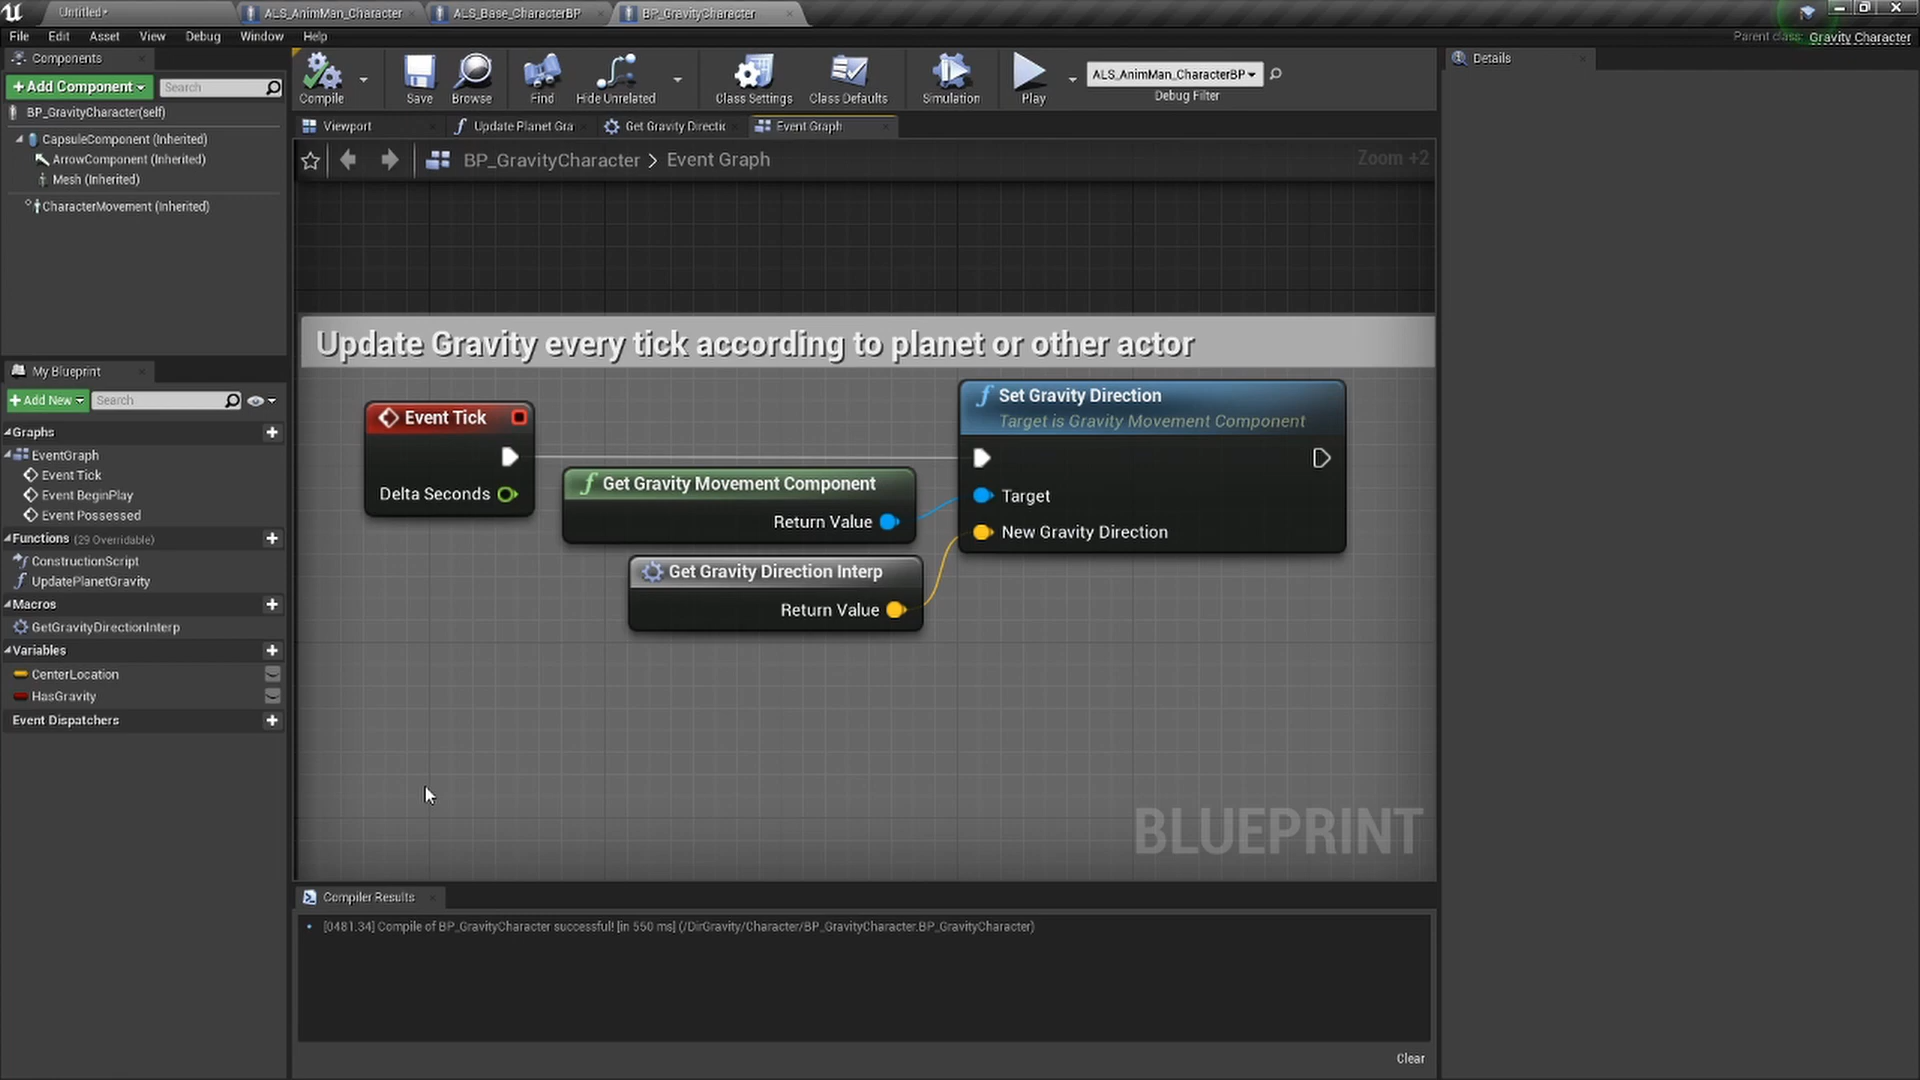 Untitled•
ALS_AnimMan_Character
ALS_Base_CharacterBP
BP_GravityCharacter
File Edit Asset View Debug Window Help
Parent class: Gravity Character
Components
+Add Component
Search
BP_GravityCharacter(self)
CapsuleComponent (Inherited)
ArrowComponent (Inherited)
Mesh (Inherited)
CharacterMovement (Inherited)
Compile
Save
Browse
Find
Hide Unrelated
Class Settings
Class Defaults
Simulation
Play
ALS_AnimMan_CharacterBP
Debug Filter
Details
Viewport
Update Planet Gra
Get Gravity Directic
Event Graph
BP_GravityCharacter > Event Graph
Zoom +2
Update Gravity every tick according to planet or other actor
Event Tick
Delta Seconds
Get Gravity Movement Component
Return Value
Get Gravity Direction Interp
Return Value
Set Gravity Direction
Target is Gravity Movement Component
Target
New Gravity Direction
BLUEPRINT
My Blueprint
+Add New
Search
Graphs
EventGraph
Event Tick
Event BeginPlay
Event Possessed
Functions (29 Overridable)
ConstructionScript
UpdatePlanetGravity
Macros
GetGravityDirectionInterp
Variables
CenterLocation
HasGravity
Event Dispatchers
Compiler Results
• [0481.34] Compile of BP_GravityCharacter successful! [in 550 ms] (/DirGravity/Character/BP_GravityCharacter.BP_GravityCharacter)
Clear